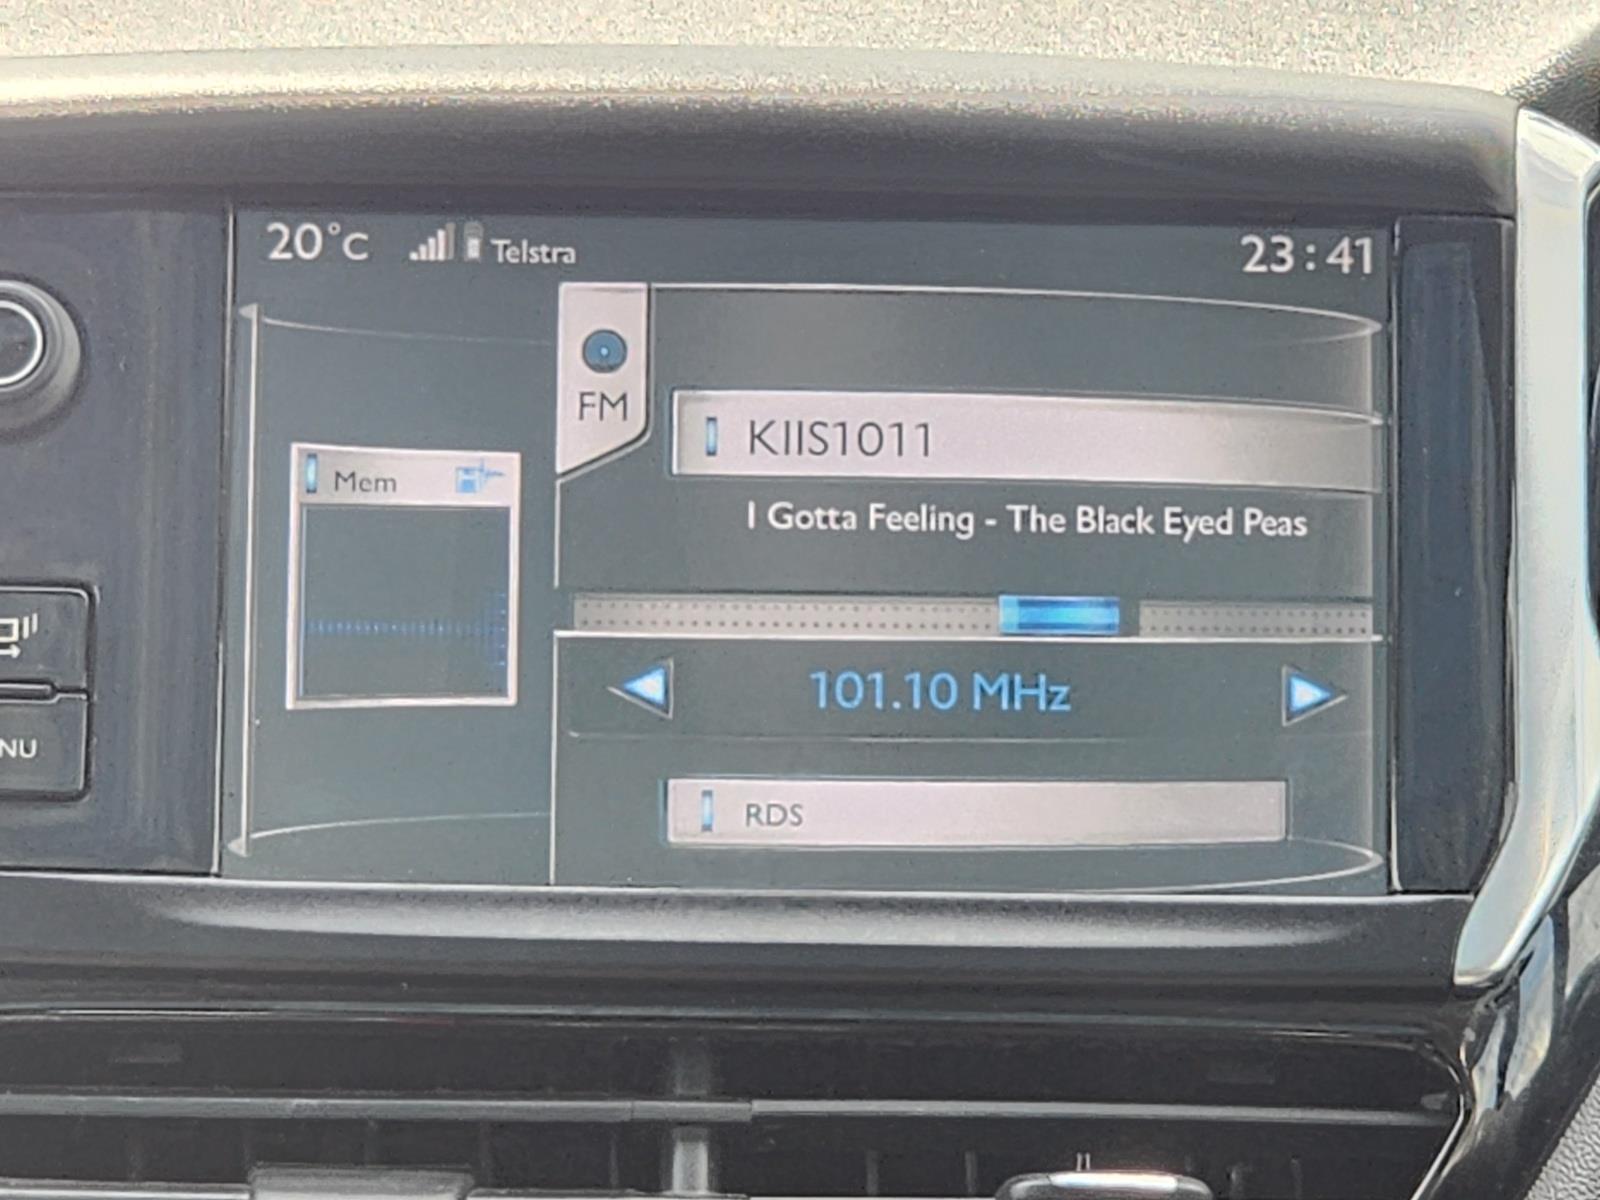 20°C Telstra 23:41
FM
KIIS1011
Mem
I Gotta Feeling - The Black Eyed Peas
101.10 MHz
NU
RDS